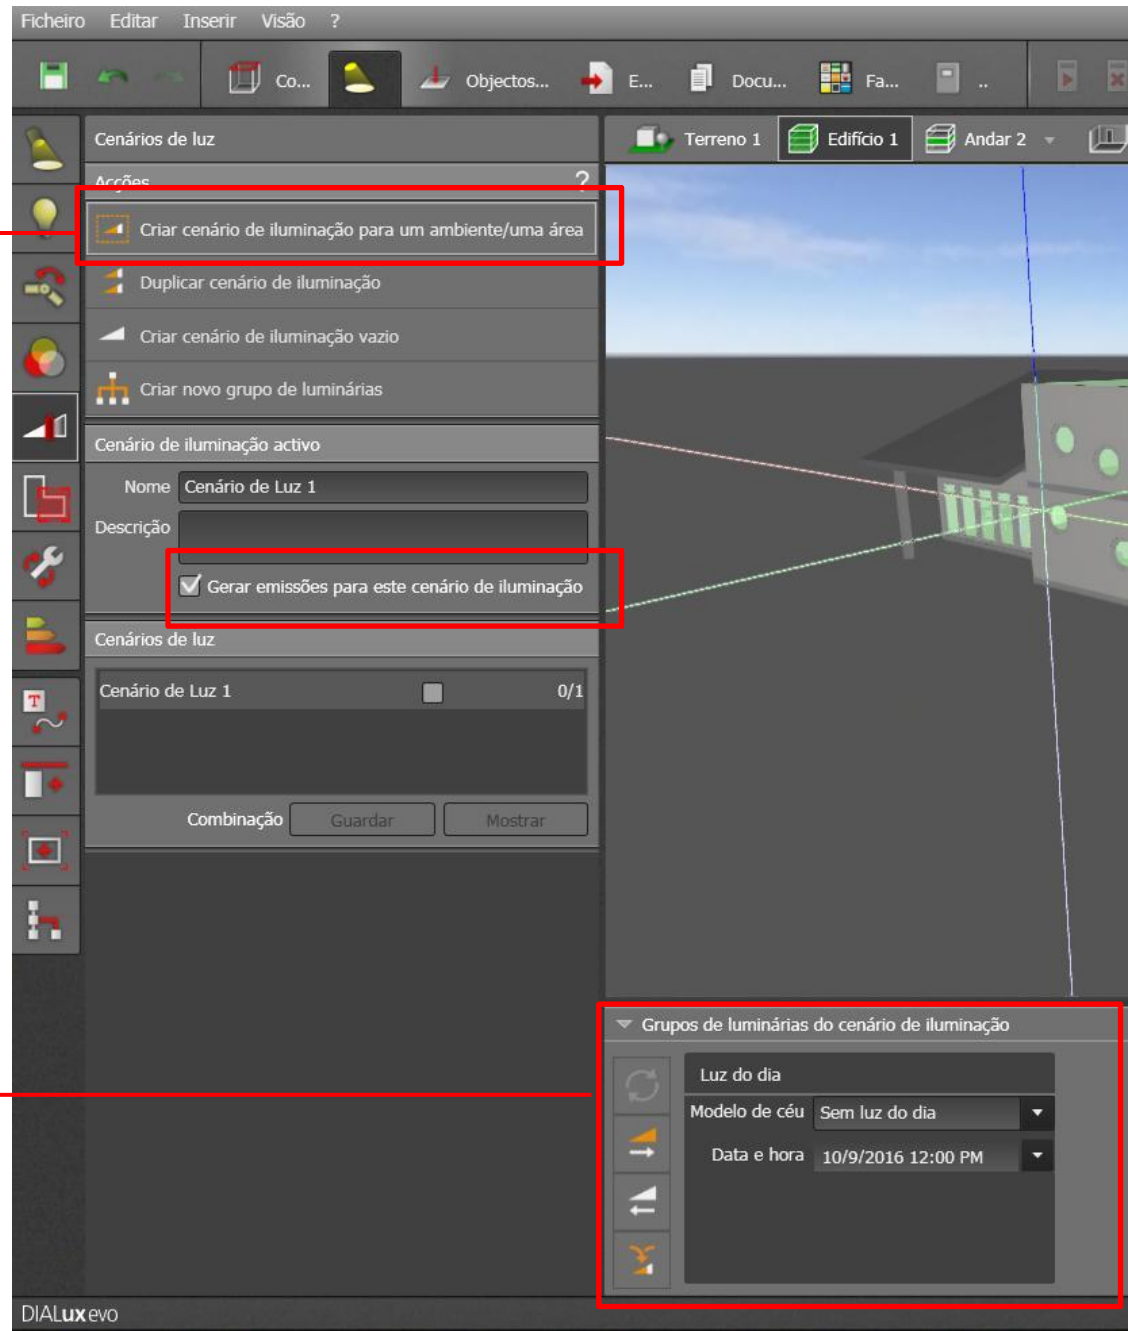 Ficheiro Editar Inserir Visão ?
Co... Objectos... E... Docu... Fa... ..
Cenários de luz
Terreno 1 Edifício 1 Andar 2
Acções ?
Criar cenário de iluminação para um ambiente/uma área
Duplicar cenário de iluminação
Criar cenário de iluminação vazio
Criar novo grupo de luminárias
Cenário de iluminação activo
Nome Cenário de Luz 1
Descrição
Gerar emissões para este cenário de iluminação
Cenários de luz
T
Cenário de Luz 1 0/1
Combinação Guardar Mostrar
Grupos de luminárias do cenário de iluminação
Luz do dia
Modelo de céu Sem luz do dia
Data e hora 10/9/2016 12:00 PM
DIALux evo